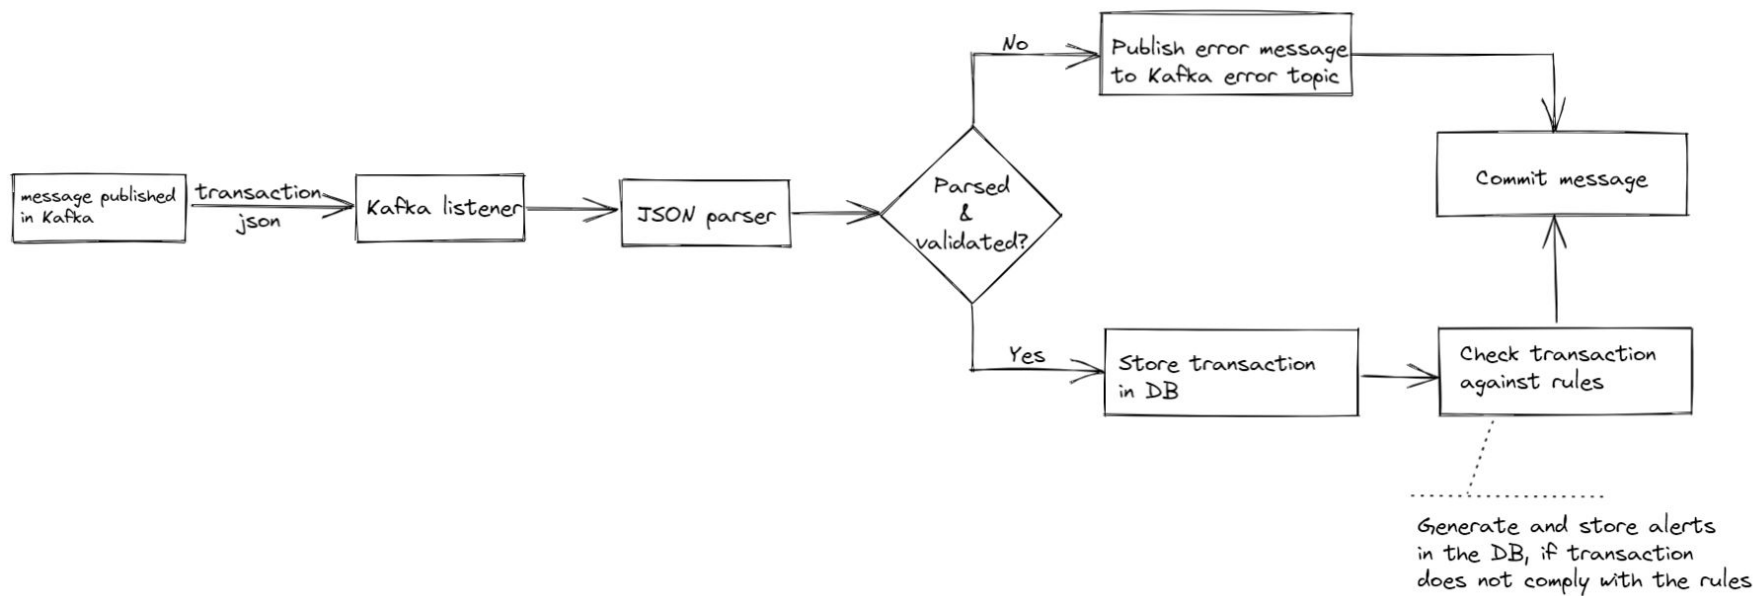 message published
in Kafka
transaction
json
Kafka listener
JSON parser
Parsed
&
validated?
No
Publish error message
to Kafka error topic
Commit message
Yes
Store transaction
in DB
Check transaction
against rules
Generate and store alerts
in the DB, if transaction
does not comply with the rules